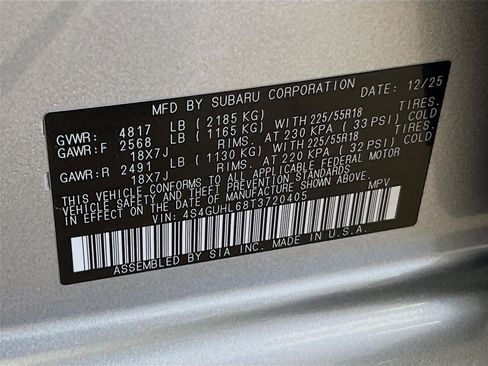 MFD BY SUBARU CORPORATION DATE: 12/25
GVWR: 4817 LB (2185 KG)
GAWR:F 2568 LB (1165 KG) WITH 225/55R18 TIRES.
18X7J RIMS. AT 230 KPA (33 PSI) COLD
GAWR:R 2491 LB (1130 KG) WITH 225/55R18 TIRES.
18X7J RIMS. AT 220 KPA (32 PSI) COLD
THIS VEHICLE CONFORMS TO ALL APPLICABLE FEDERAL MOTOR
VEHICLE SAFETY, BUMPER, AND THEFT PREVENTION STANDARDS
IN EFFECT ON THE DATE OF MANUFACTURE SHOWN ABOVE.
VIN: 4S4GUHL68T3720405 MPV
ASSEMBLED BY SIA INC. MADE IN U.S.A.